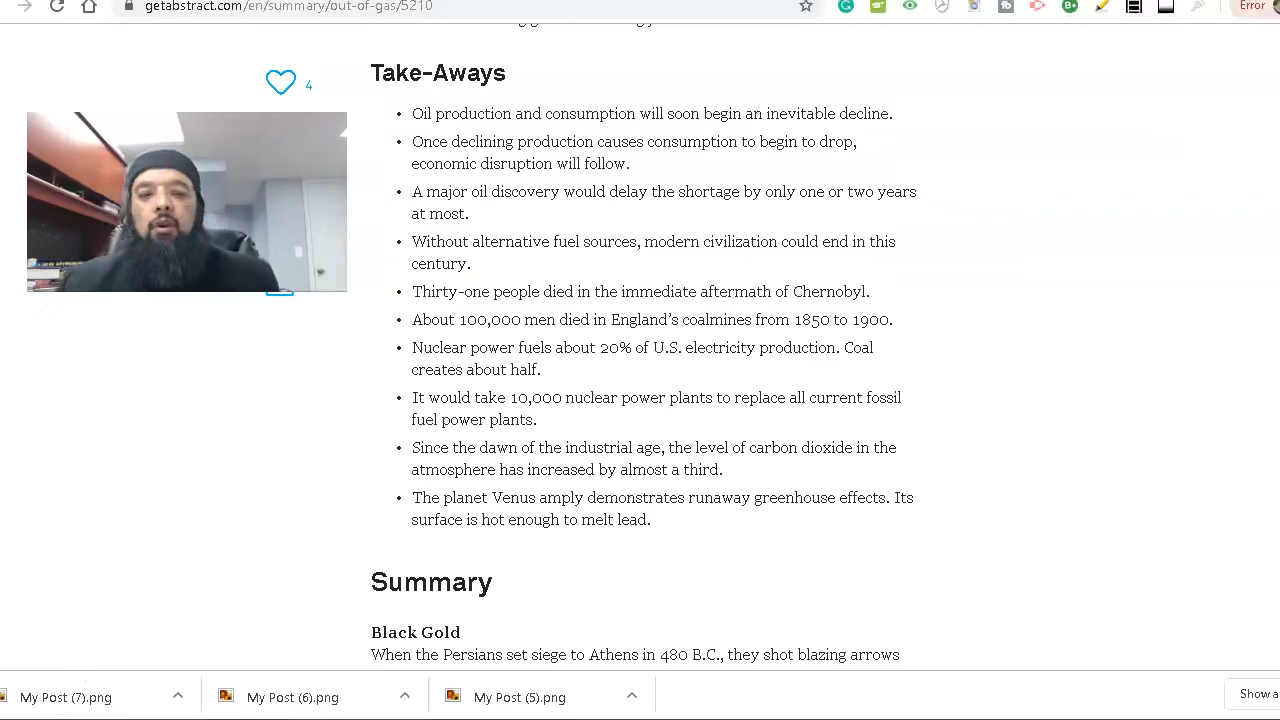 getabstract.com/en/summary/out-of-gas/5210
Error
4
Take-Aways
• Oil production and consumption will soon begin an inevitable decline.
• Once declining production causes consumption to begin to drop,
economic disruption will follow.
• A major oil discovery would delay the shortage by only one or two years
at most.
• Without alternative fuel sources, modern civilization could end in this
century.
• Thirty-one people died in the immediate aftermath of Chernobyl.
• About 100,000 men died in England's coalmines from 1850 to 1900.
• Nuclear power fuels about 20% of U.S. electricity production. Coal
creates about half.
• It would take 10,000 nuclear power plants to replace all current fossil
fuel power plants.
• Since the dawn of the industrial age, the level of carbon dioxide in the
atmosphere has increased by almost a third.
• The planet Venus amply demonstrates runaway greenhouse effects. Its
surface is hot enough to melt lead.
Summary
Black Gold
When the Persians set siege to Athens in 480 B.C., they shot blazing arrows
My Post (7).png
My Post (6).png
My Post (5).png
Show a